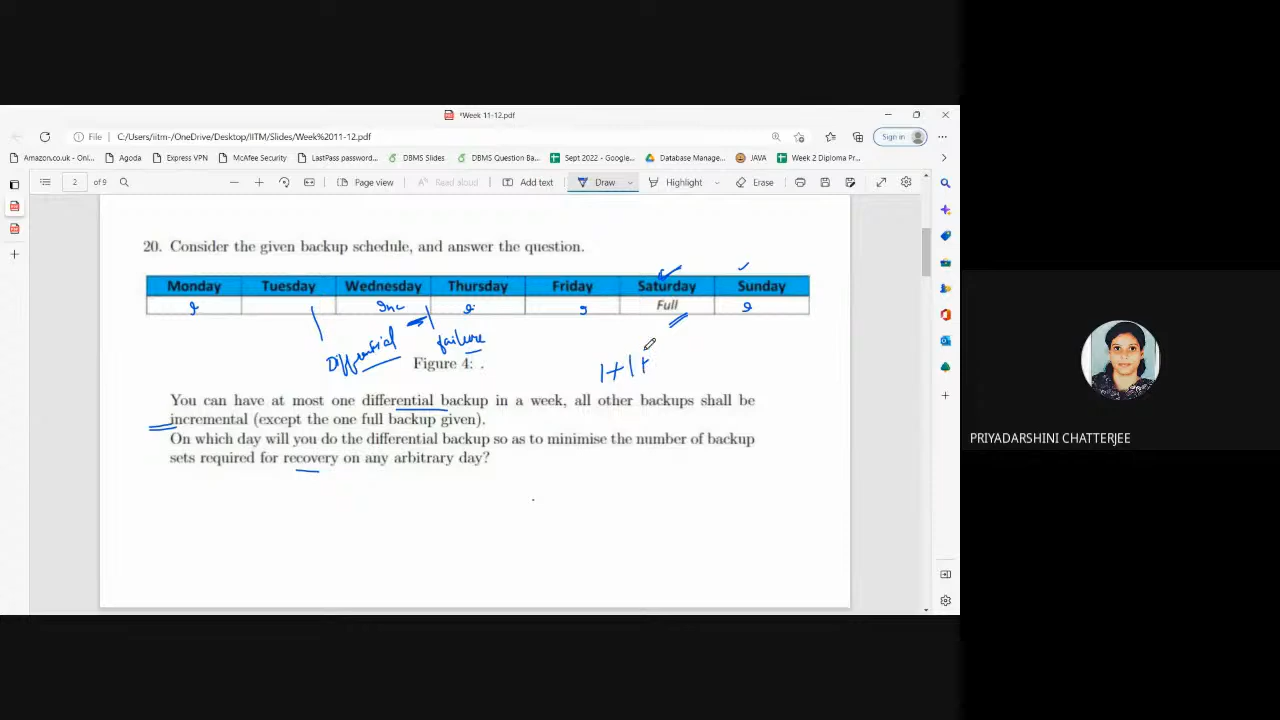 *Week 11-12.pdf
File C:/Users/iitm-/OneDrive/Desktop/IITM/Slides/Week%2011-12.pdf Sign in
Amazon.co.uk - Onl... Agoda Express VPN McAfee Security LastPass password... DBMS Slides DBMS Question Ba... Sept 2022 - Google... Database Manage... JAVA Week 2 Diploma Pr...
2 of 9 Page view Read aloud Add text Draw Highlight Erase
20. Consider the given backup schedule, and answer the question.
Monday Tuesday Wednesday Thursday Friday Saturday Sunday
Inc Full
Differential failure
Figure 4: .
1+1+
You can have at most one differential backup in a week, all other backups shall be
incremental (except the one full backup given).
On which day will you do the differential backup so as to minimise the number of backup
sets required for recovery on any arbitrary day?
PRIYADARSHINI CHATTERJEE